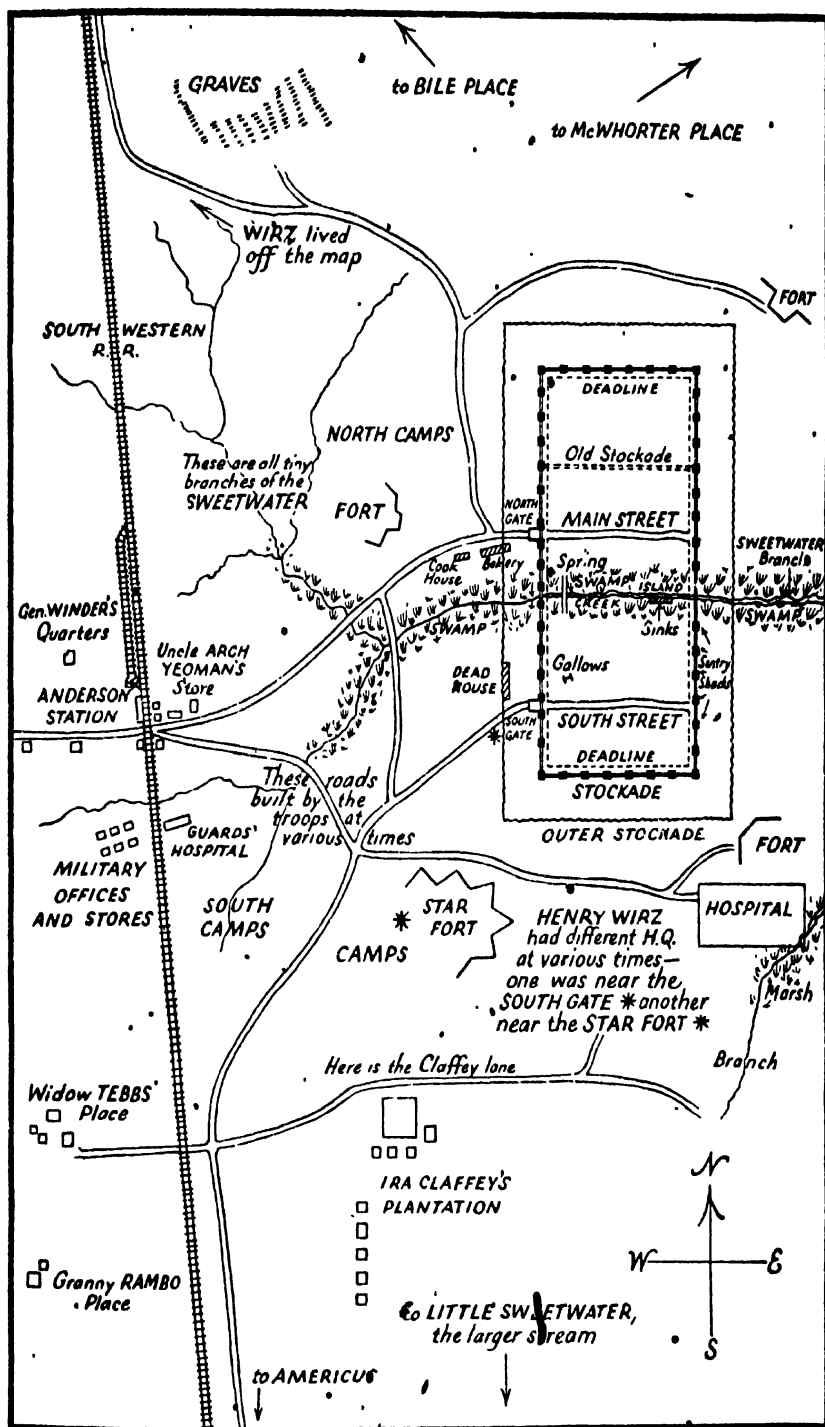 GRAVES
to BILE PLACE
to McWHORTER PLACE
WIRZ lived
off the map
FORT
SOUTH WESTERN
R.R.
DEADLINE
NORTH CAMPS
Old Stockade
These are all tiny
branches of the
SWEETWATER
FORT
NORTH
GATE
MAIN STREET
Cook
House
Bakery
Spring
SWAMP
ISLAND
CREEK
Sinks
SWEETWATER
Branch
SWAMP
SWAMP
Gen. WINDER'S
Quarters
Uncle ARCH
YEOMAN'S
Store
ANDERSON
STATION
DEAD
HOUSE
Gallows
Sentry
Shacks
SOUTH
GATE
SOUTH STREET
DEADLINE
STOCKADE
OUTER STOCKADE
These roads
built by the
troops at
various times
GUARDS'
HOSPITAL
MILITARY
OFFICES
AND STORES
SOUTH
CAMPS
FORT
STAR
FORT
CAMPS
HOSPITAL
HENRY WIRZ
had different H.Q.
at various times—
one was near the
SOUTH GATE * another
near the STAR FORT *
Marsh
Branch
Here is the Claffey lane
Widow TEBBS'
Place
IRA CLAFFEY'S
PLANTATION
N
W
E
S
Granny RAMBO
Place
to LITTLE SWEETWATER,
the larger stream
to AMERICUS